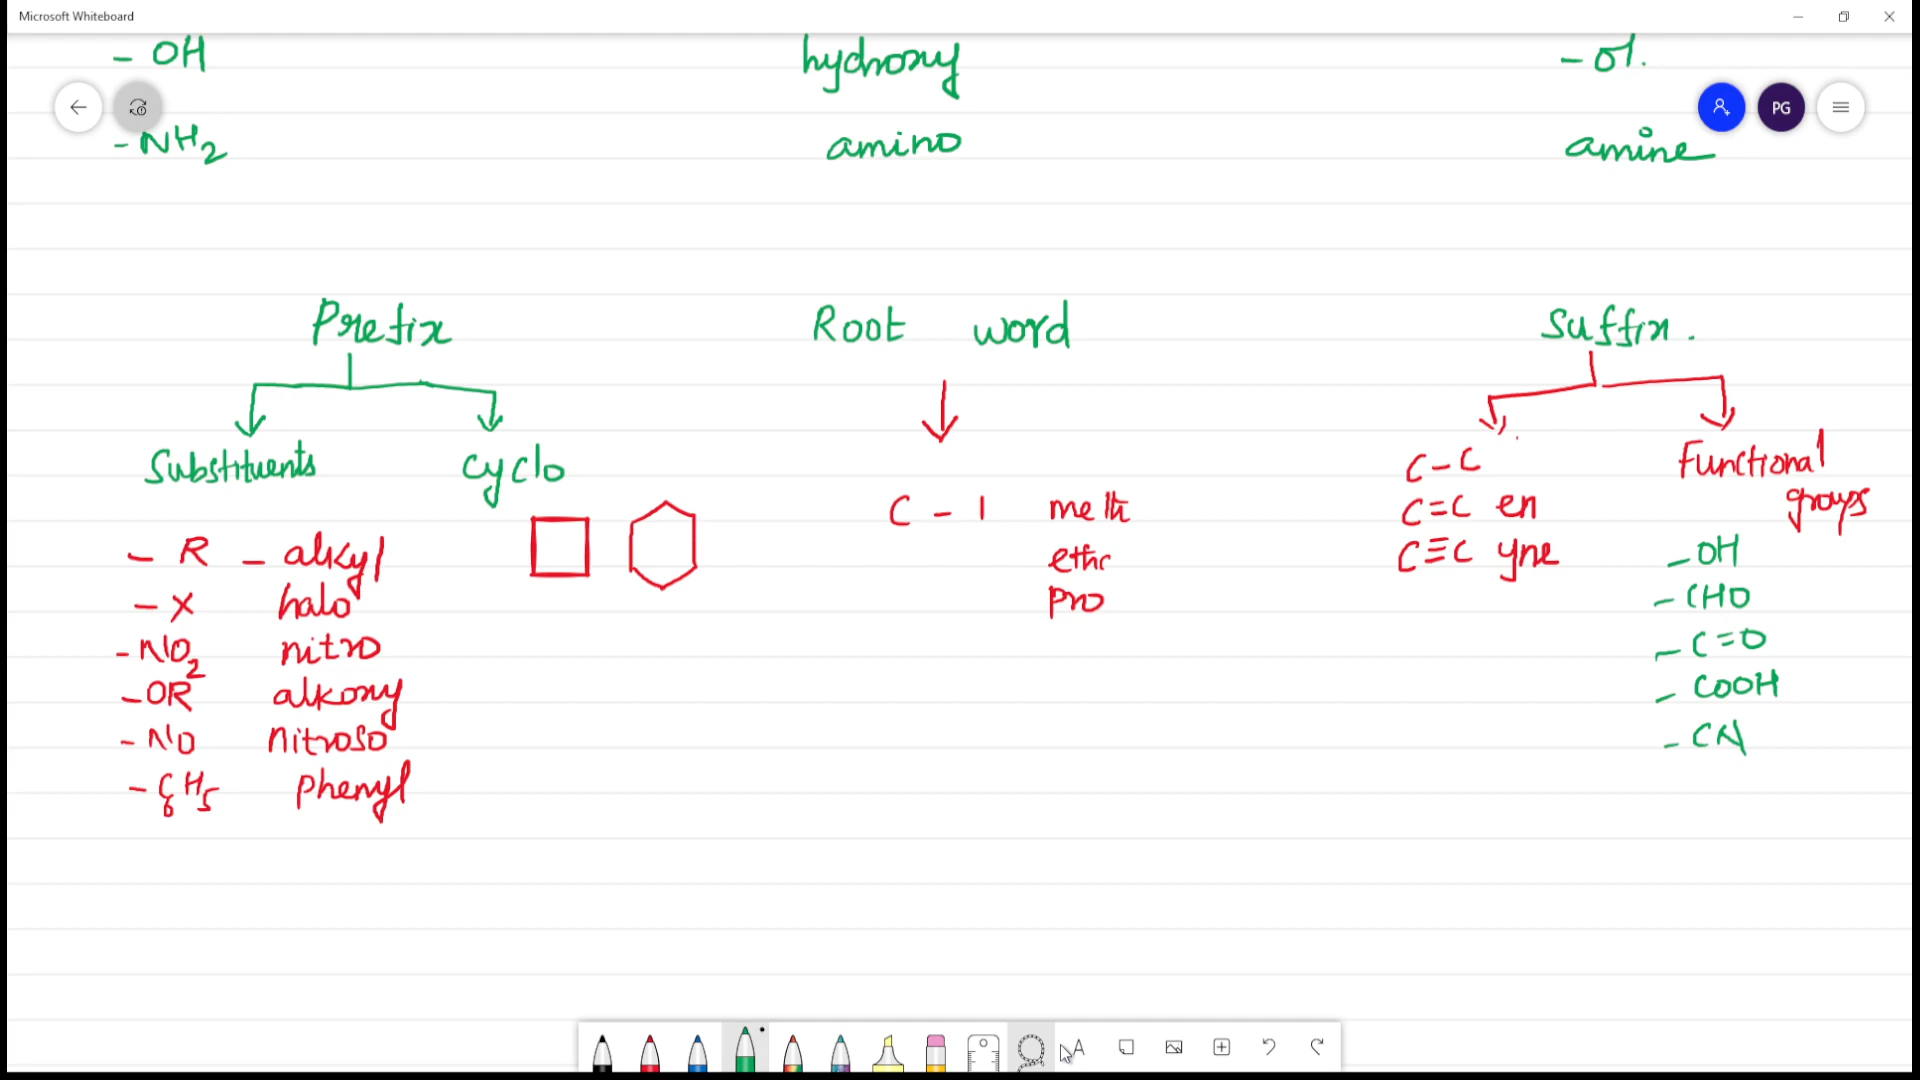 Microsoft Whiteboard
- OH hydroxy - ol.
PG
- NH2 amino amine
Prefix Root word Suffix.
Substituents cyclo
C - C Functional groups
C - 1 meth
eth
pro
C=C en
C≡C yne
- R - alkyl
- X halo
- NO2 nitro
- OR alkoxy
- NO nitroso
- C6H5 Phenyl
- OH
- CHO
- C=O
- COOH
- CN
A